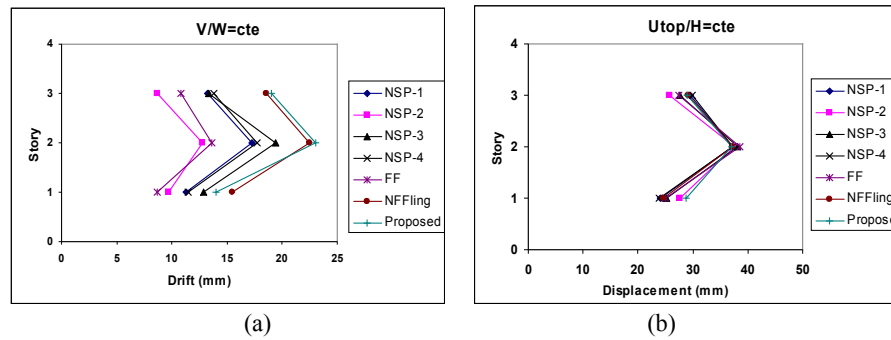 V/W=cte
4
3
2
1
0
Story
0 5 10 15 20 25
Drift (mm)
NSP-1
NSP-2
NSP-3
NSP-4
FF
NFFling
Proposed
(a)
Utop/H=cte
4
3
2
1
0
Story
0 10 20 30 40 50
Displacement (mm)
NSP-1
NSP-2
NSP-3
NSP-4
FF
NFFling
Proposed
(b)